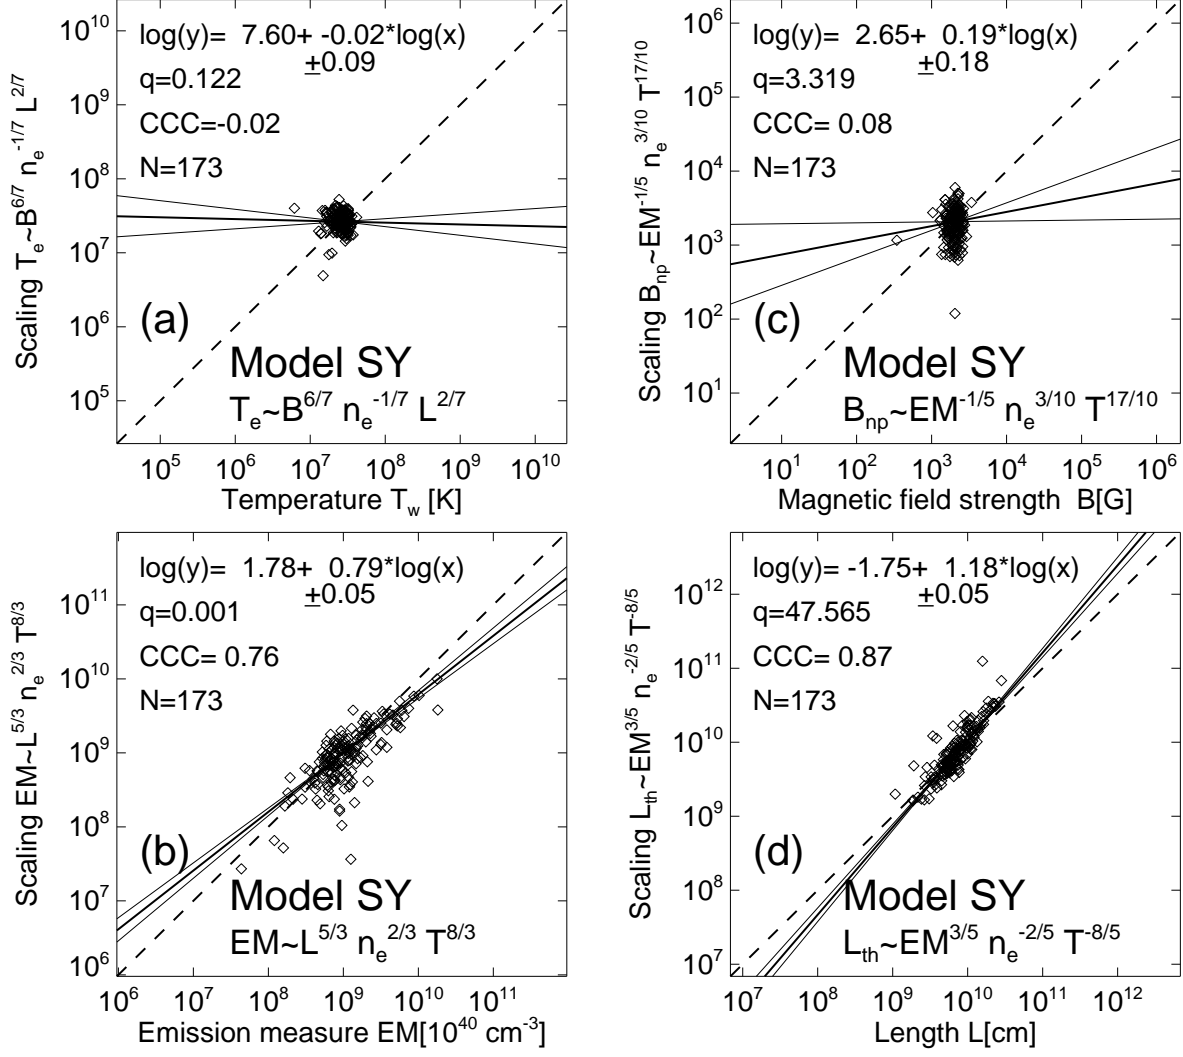 log(y)= 7.60+ -0.02*log(x)
±0.09
q=0.122
CCC=-0.02
N=173
(a)
Model SY
T_e~B^{6/7} n_e^{-1/7} L^{2/7}
Scaling T_e~B^{6/7} n_e^{-1/7} L^{2/7}
10^{10}
10^9
10^8
10^7
10^6
10^5
10^5 10^6 10^7 10^8 10^9 10^{10}
Temperature T_w [K]
log(y)= 2.65+ 0.19*log(x)
±0.18
q=3.319
CCC= 0.08
N=173
(c)
Model SY
B_{np}~EM^{-1/5} n_e^{3/10} T^{17/10}
Scaling B_{np}~EM^{-1/5} n_e^{3/10} T^{17/10}
10^6
10^5
10^4
10^3
10^2
10^1
10^1 10^2 10^3 10^4 10^5 10^6
Magnetic field strength B[G]
log(y)= 1.78+ 0.79*log(x)
±0.05
q=0.001
CCC= 0.76
N=173
(b)
Model SY
EM~L^{5/3} n_e^{2/3} T^{8/3}
Scaling EM~L^{5/3} n_e^{2/3} T^{8/3}
10^{11}
10^{10}
10^9
10^8
10^7
10^6
10^6 10^7 10^8 10^9 10^{10} 10^{11}
Emission measure EM[10^{40} cm^{-3}]
log(y)= -1.75+ 1.18*log(x)
±0.05
q=47.565
CCC= 0.87
N=173
(d)
Model SY
L_{th}~EM^{3/5} n_e^{-2/5} T^{-8/5}
Scaling L_{th}~EM^{3/5} n_e^{-2/5} T^{-8/5}
10^{12}
10^{11}
10^{10}
10^9
10^8
10^7
10^7 10^8 10^9 10^{10} 10^{11} 10^{12}
Length L[cm]